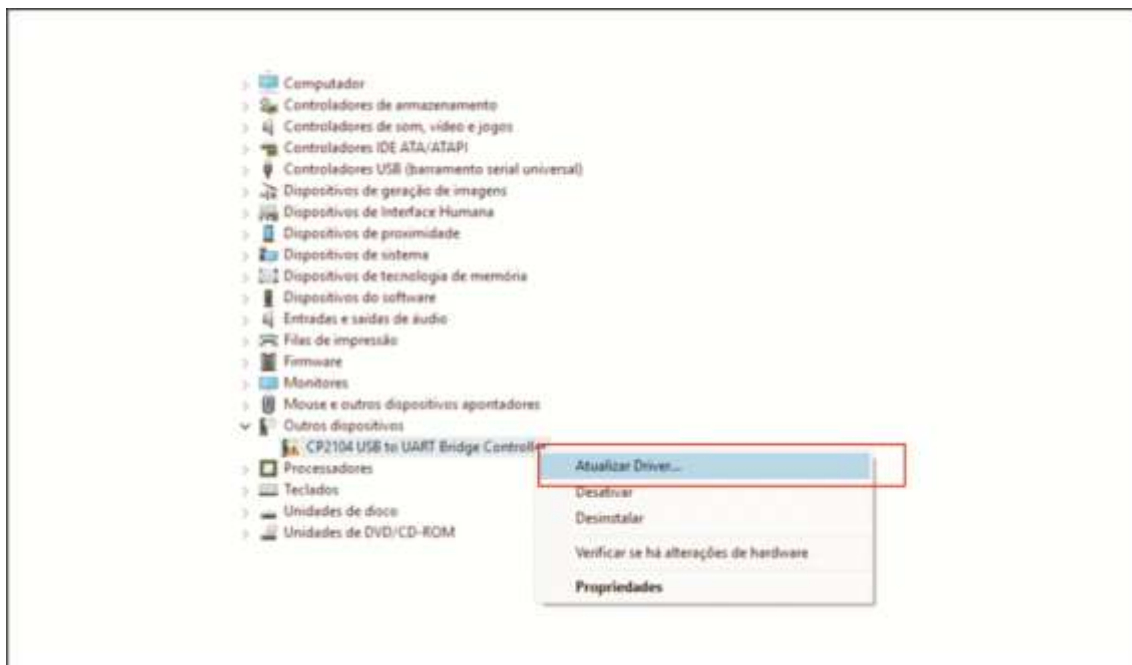 Computador
Controladores de armazenamento
Controladores de som, vídeo e jogos
Controladores IDE ATA/ATAPI
Controladores USB (barramento serial universal)
Dispositivos de geração de imagens
Dispositivos de Interface Humana
Dispositivos de proximidade
Dispositivos de sistema
Dispositivos de tecnologia de memória
Dispositivos do software
Entradas e saídas de áudio
Filas de impressão
Firmware
Monitores
Mouse e outros dispositivos apontadores
Outros dispositivos
CP2104 USB to UART Bridge Controller
Processadores
Teclados
Unidades de disco
Unidades de DVD/CD-ROM
Atualizar Driver...
Desativar
Desinstalar
Verificar se há alterações de hardware
Propriedades